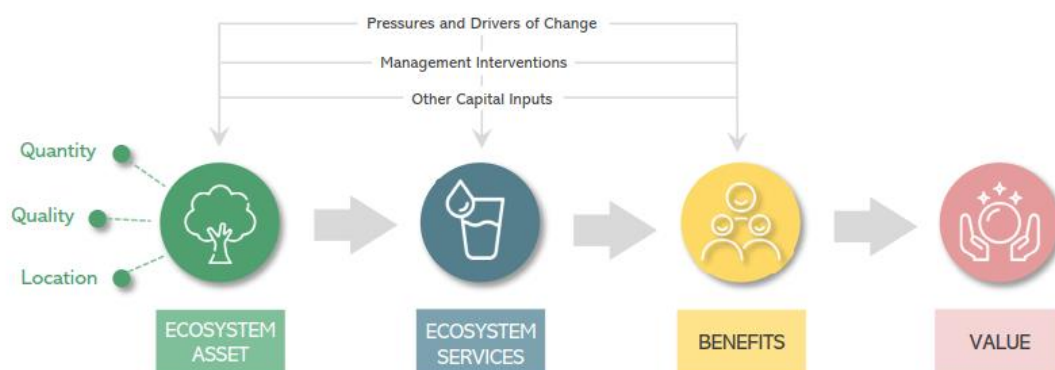 Pressures and Drivers of Change
Management Interventions
Other Capital Inputs
Quantity
Quality
Location
ECOSYSTEM
ASSET
ECOSYSTEM
SERVICES
BENEFITS
VALUE